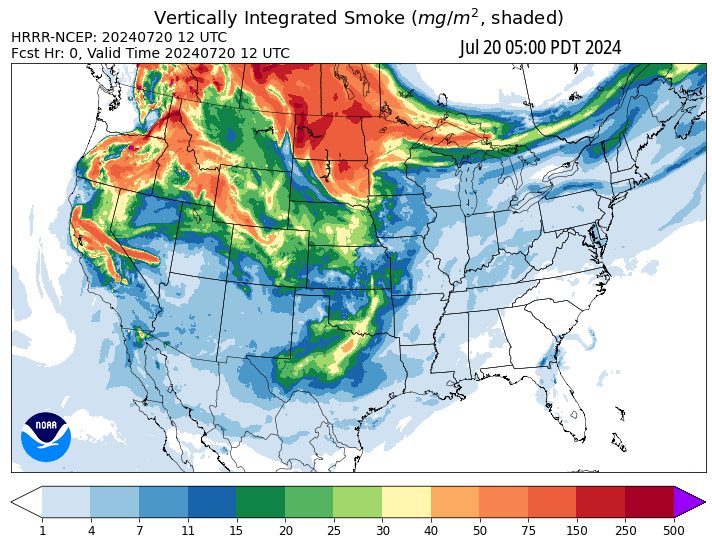 Vertically Integrated Smoke (mg/m², shaded)
HRRR-NCEP: 20240720 12 UTC
Fcst Hr: 0, Valid Time 20240720 12 UTC
Jul 20 05:00 PDT 2024
NOAA
1 4 7 11 15 20 25 30 40 50 75 150 250 500